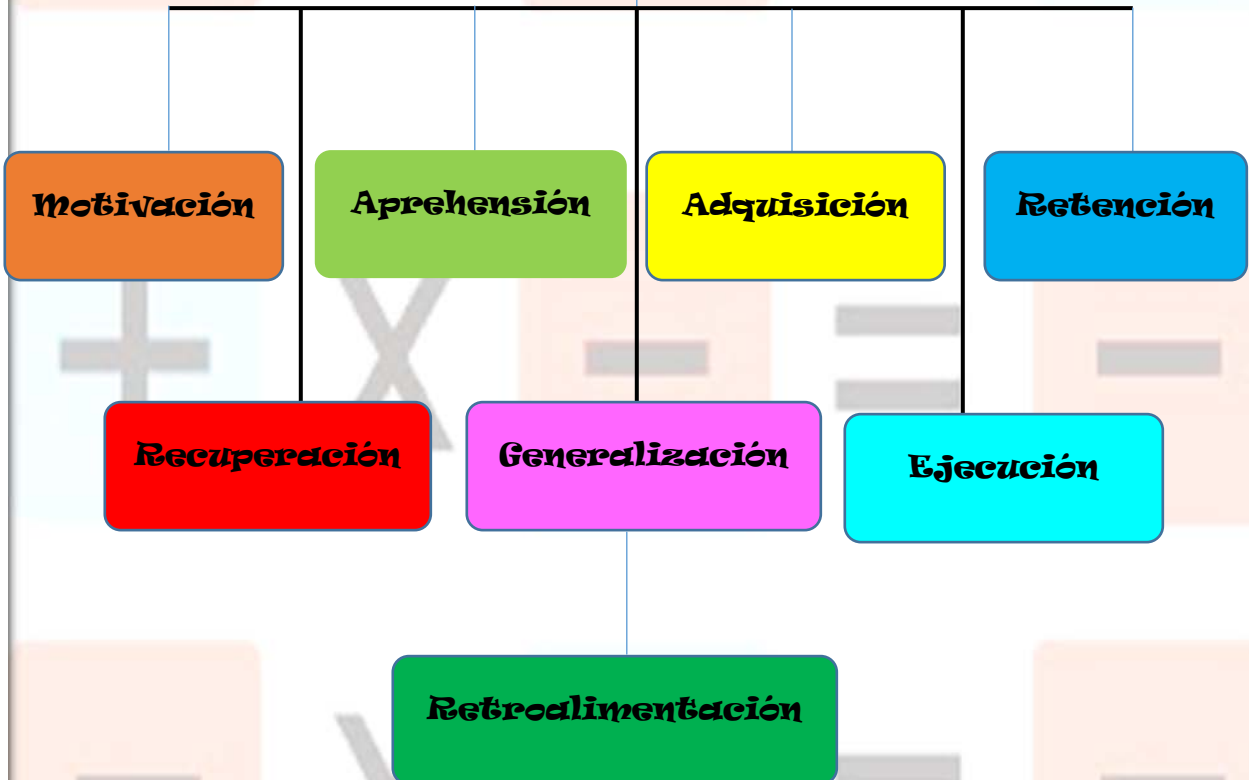 Motivación
Aprehensión
Adquisición
Retención
Recuperación
Generalización
Ejecución
Retroalimentación